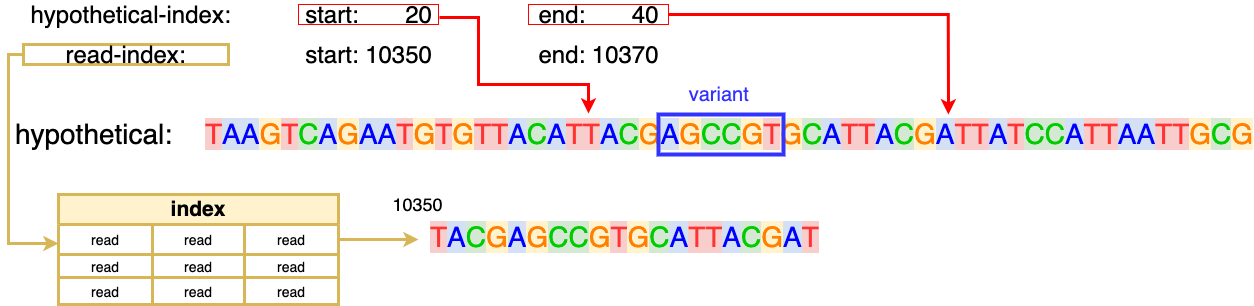 hypothetical-index: start: 20 end: 40
read-index: start: 10350 end: 10370
variant
hypothetical: TAAGTCAGAATGTGTTACATTACGAGCCGTGCATTACGATTATCCATTAATTGCG
index
10350
read read read
TACGAGCCGTGCATTACGAT
read read read
read read read